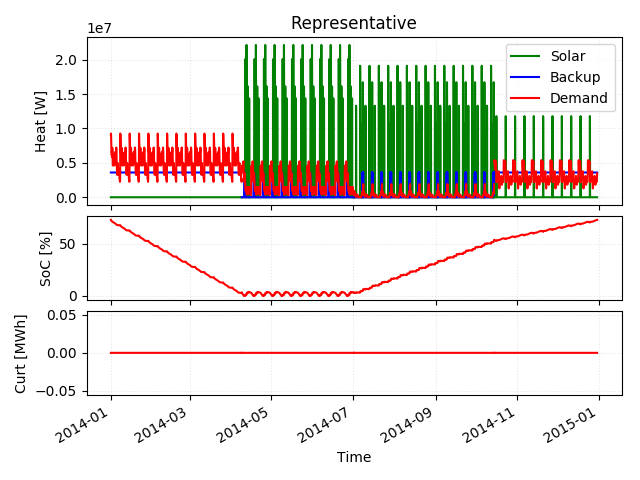 Representative
1e7
2.0
1.5
1.0
0.5
0.0
Heat [W]
Solar
Backup
Demand
50
0
SoC [%]
0.05
0.00
−0.05
Curt [MWh]
2014-01
2014-03
2014-05
2014-07
2014-09
2014-11
2015-01
Time